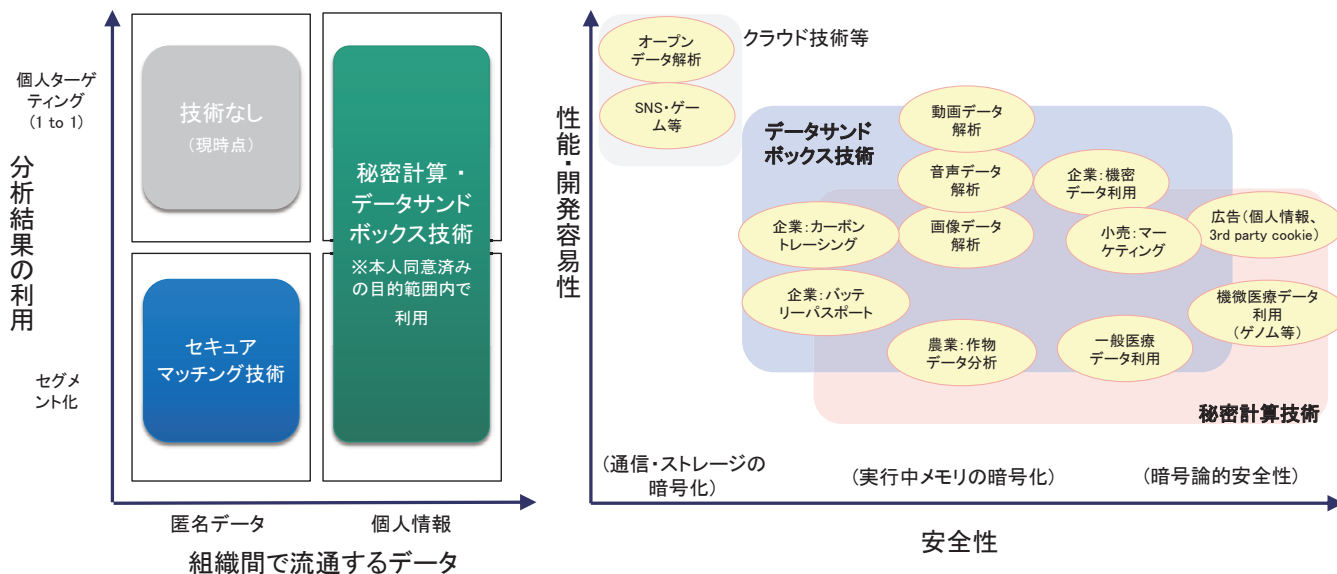 個人ターゲ
ティング
(1 to 1)
分析結果の利用
セグメ
ント化
技術なし
（現時点）
秘密計算・
データサンド
ボックス技術
※本人同意済み
の目的範囲内で
利用
セキュア
マッチング技術
匿名データ
個人情報
組織間で流通するデータ
性能・開発容易性
オープン
データ解析
SNS・ゲー
ム等
クラウド技術等
データサンド
ボックス技術
動画データ
解析
音声データ
解析
企業：機密
データ利用
企業：カーボン
トレーシング
画像データ
解析
小売：マー
ケティング
広告（個人情報、
3rd party cookie）
企業：バッテ
リーパスポート
機微医療データ
利用
（ゲノム等）
農業：作物
データ分析
一般医療
データ利用
秘密計算技術
（通信・ストレージの
暗号化）
（実行中メモリの暗号化）
（暗号論的安全性）
安全性